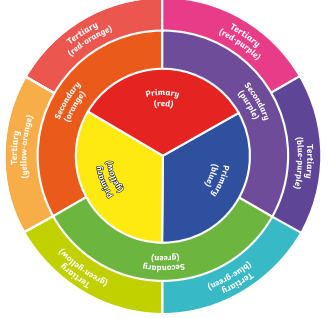 Tertiary
(red-orange)
Tertiary
(red-purple)
Secondary
(orange)
Secondary
(purple)
Primary
(red)
Tertiary
(yellow-orange)
Tertiary
(blue-purple)
Primary
(yellow)
Primary
(blue)
Secondary
(green)
Tertiary
(green-yellow)
Tertiary
(blue-green)